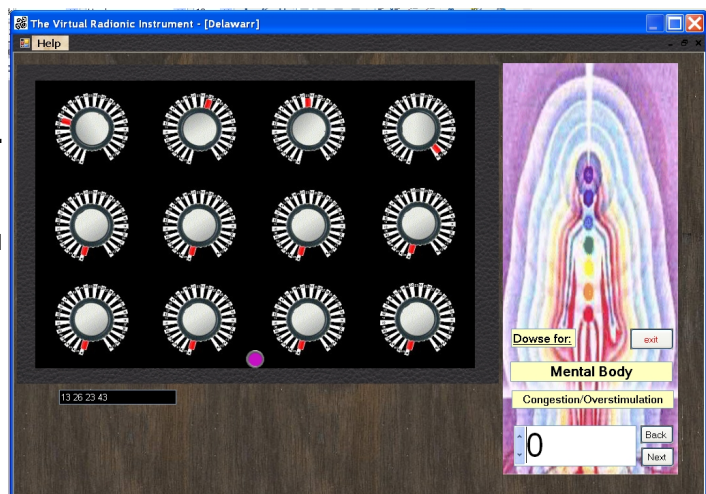 The Virtual Radionic Instrument - [Delawarr]
Help
Dowse for:
exit
Mental Body
Congestion/Overstimulation
13 26 23 43
0
Back
Next